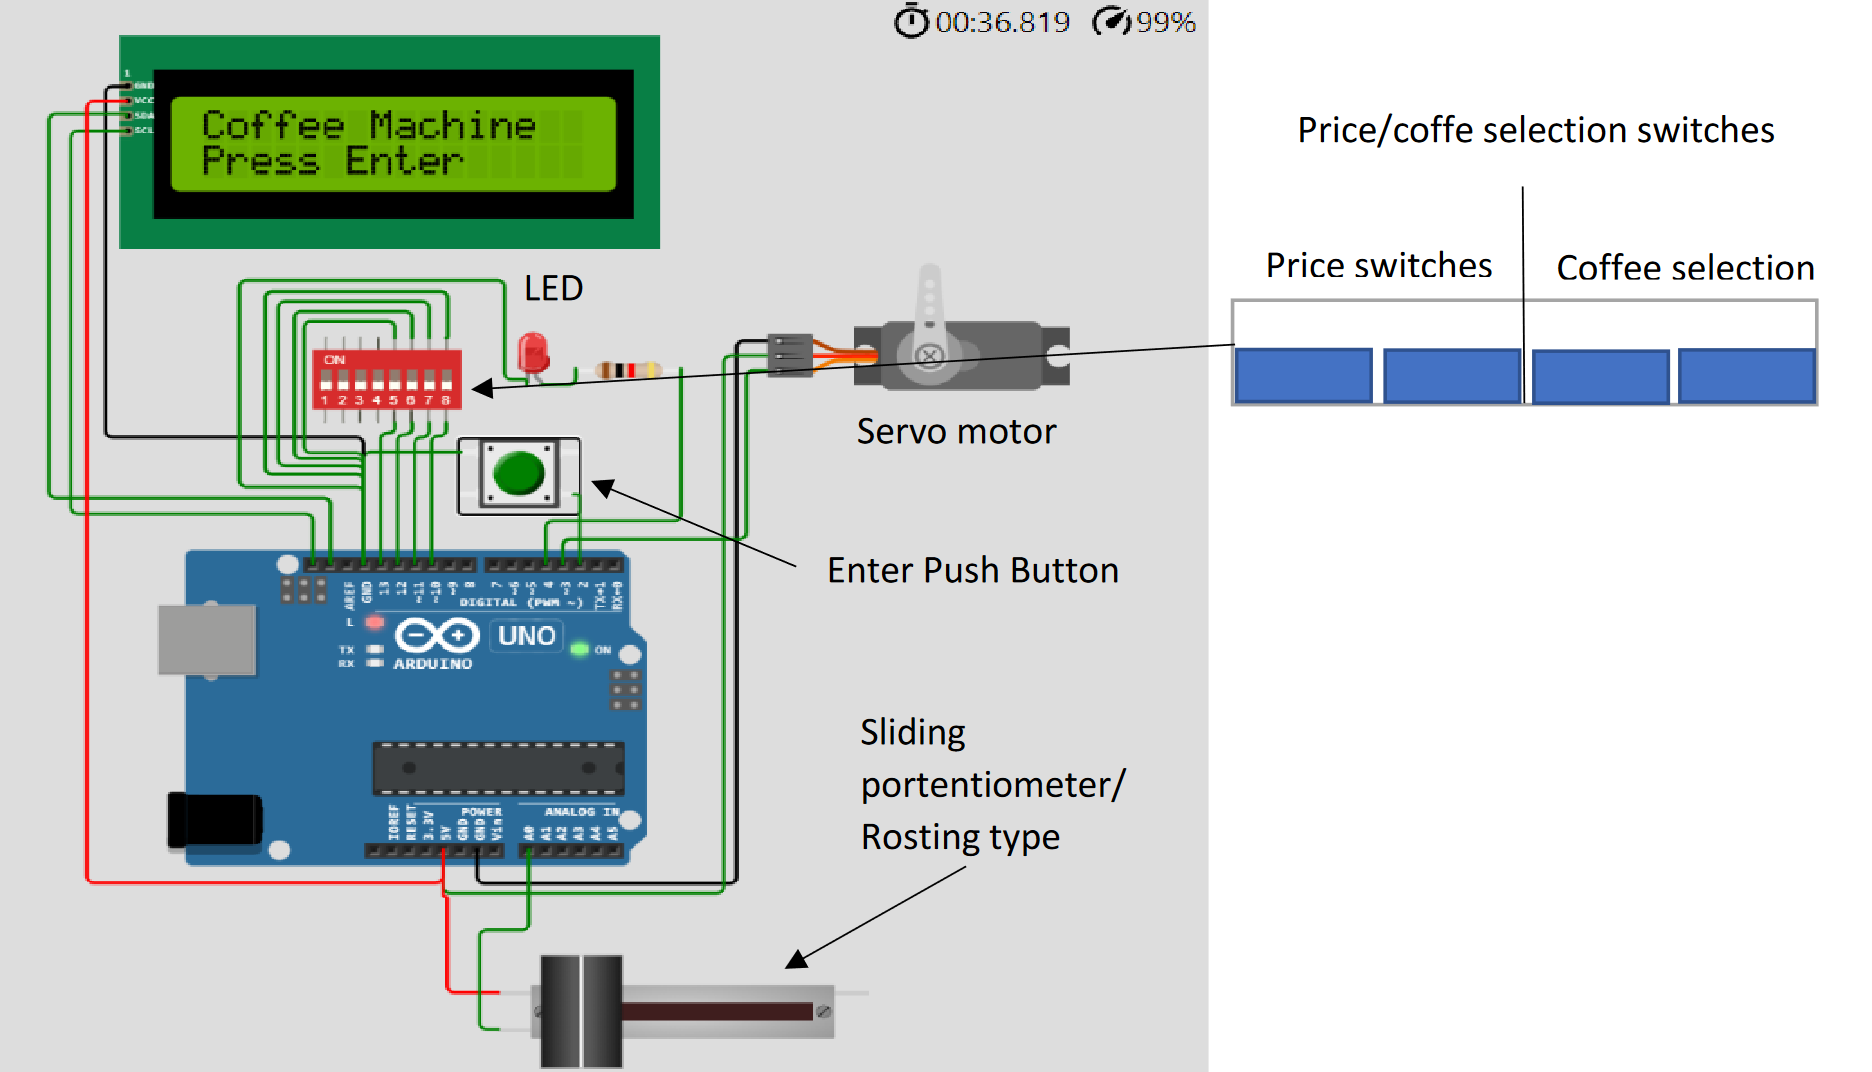 00:36.819 99%
1
GND
VCC
SDA
SCL
Coffee Machine
Press Enter
Price/coffe selection switches
Price switches
Coffee selection
LED
ON
1 2 3 4 5 6 7 8
Servo motor
Enter Push Button
AREF GND 13 12 ~11 ~10 ~9 8 7 ~6 ~5 4 ~3 2 TX→1 RX←0
DIGITAL (PWM ~)
L
TX
RX
ARDUINO
UNO
ON
Sliding
portentiometer/
Rosting type
POWER
ANALOG IN
IOREF RESET 3.3V 5V GND GND Vin A0 A1 A2 A3 A4 A5